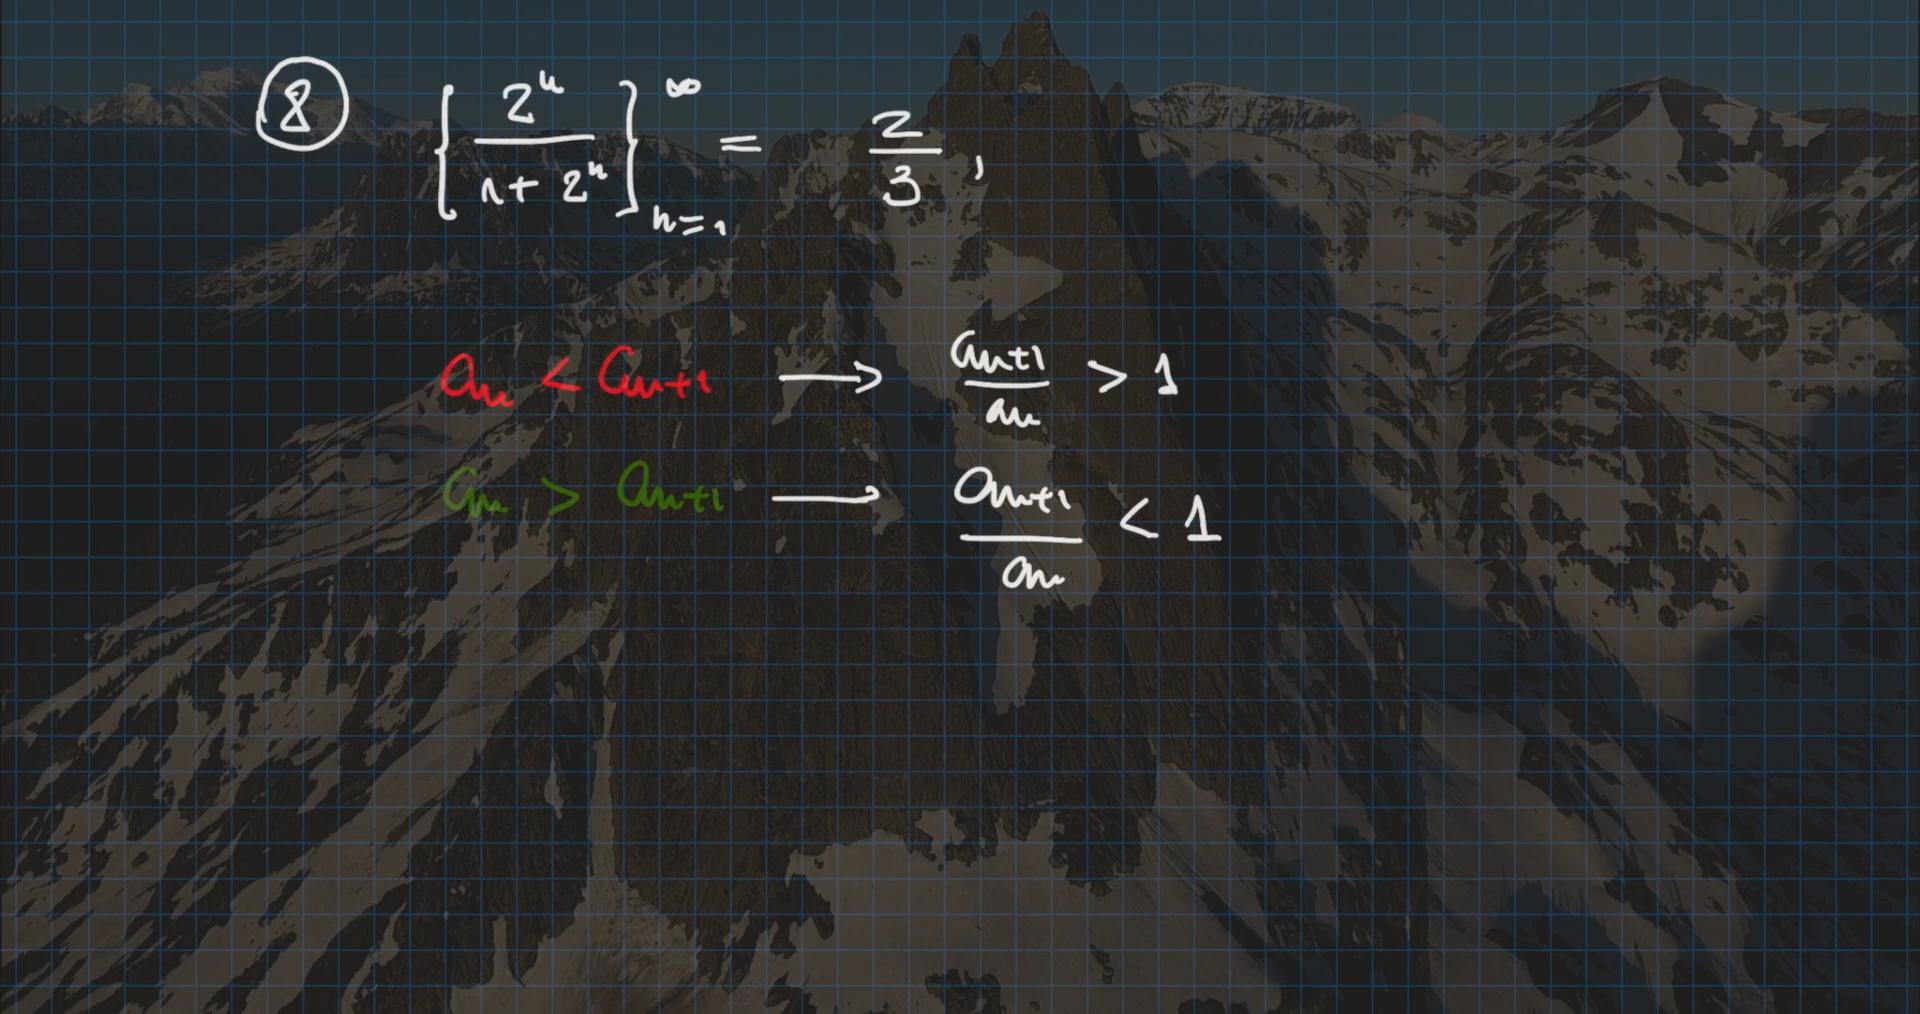 ⑧ { 2^n / (n + 2^n) }_{n=1}^{∞} = 2/3 ,
a_n < a_{n+1} → a_{n+1} / a_n > 1
a_n > a_{n+1} → a_{n+1} / a_n < 1